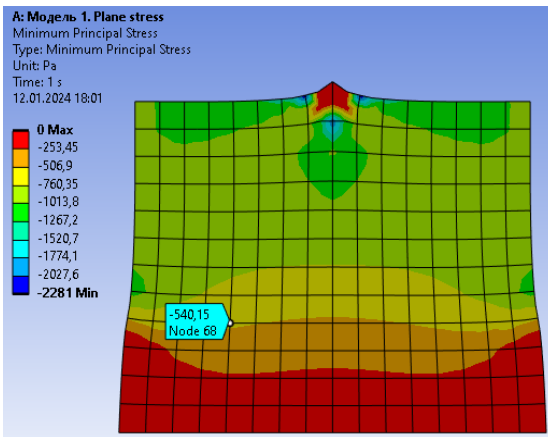 A: Модель 1. Plane stress
Minimum Principal Stress
Type: Minimum Principal Stress
Unit: Pa
Time: 1 s
12.01.2024 18:01
0 Max
-253,45
-506,9
-760,35
-1013,8
-1267,2
-1520,7
-1774,1
-2027,6
-2281 Min
-540,15
Node 68